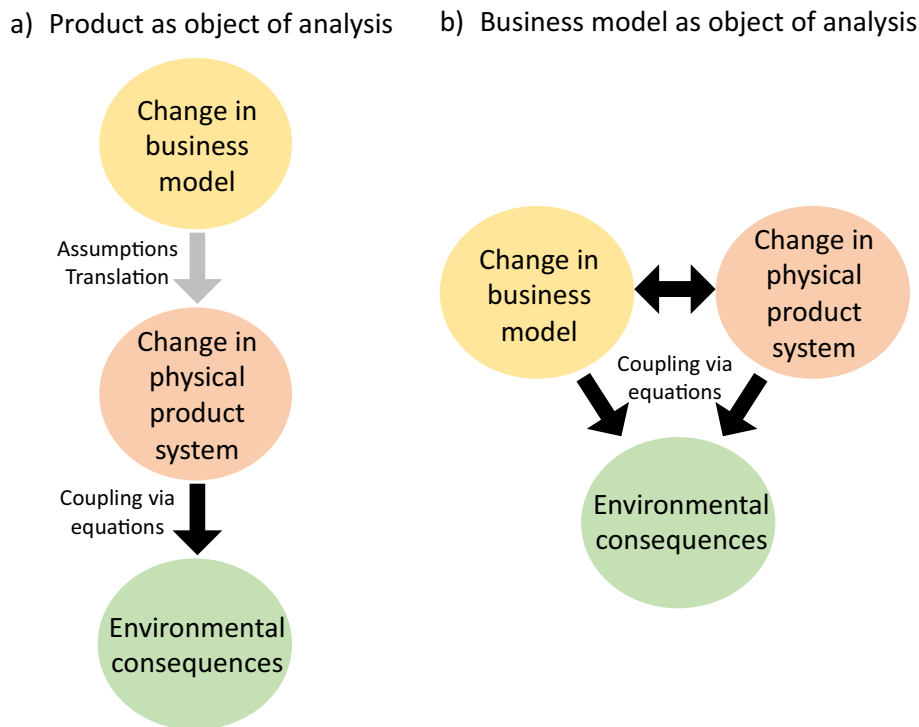 a) Product as object of analysis
Change in
business
model
Assumptions
Translation
Change in
physical
product
system
Coupling via
equations
Environmental
consequences
b) Business model as object of analysis
Change in
business
model
Change in
physical
product
system
Coupling via
equations
Environmental
consequences